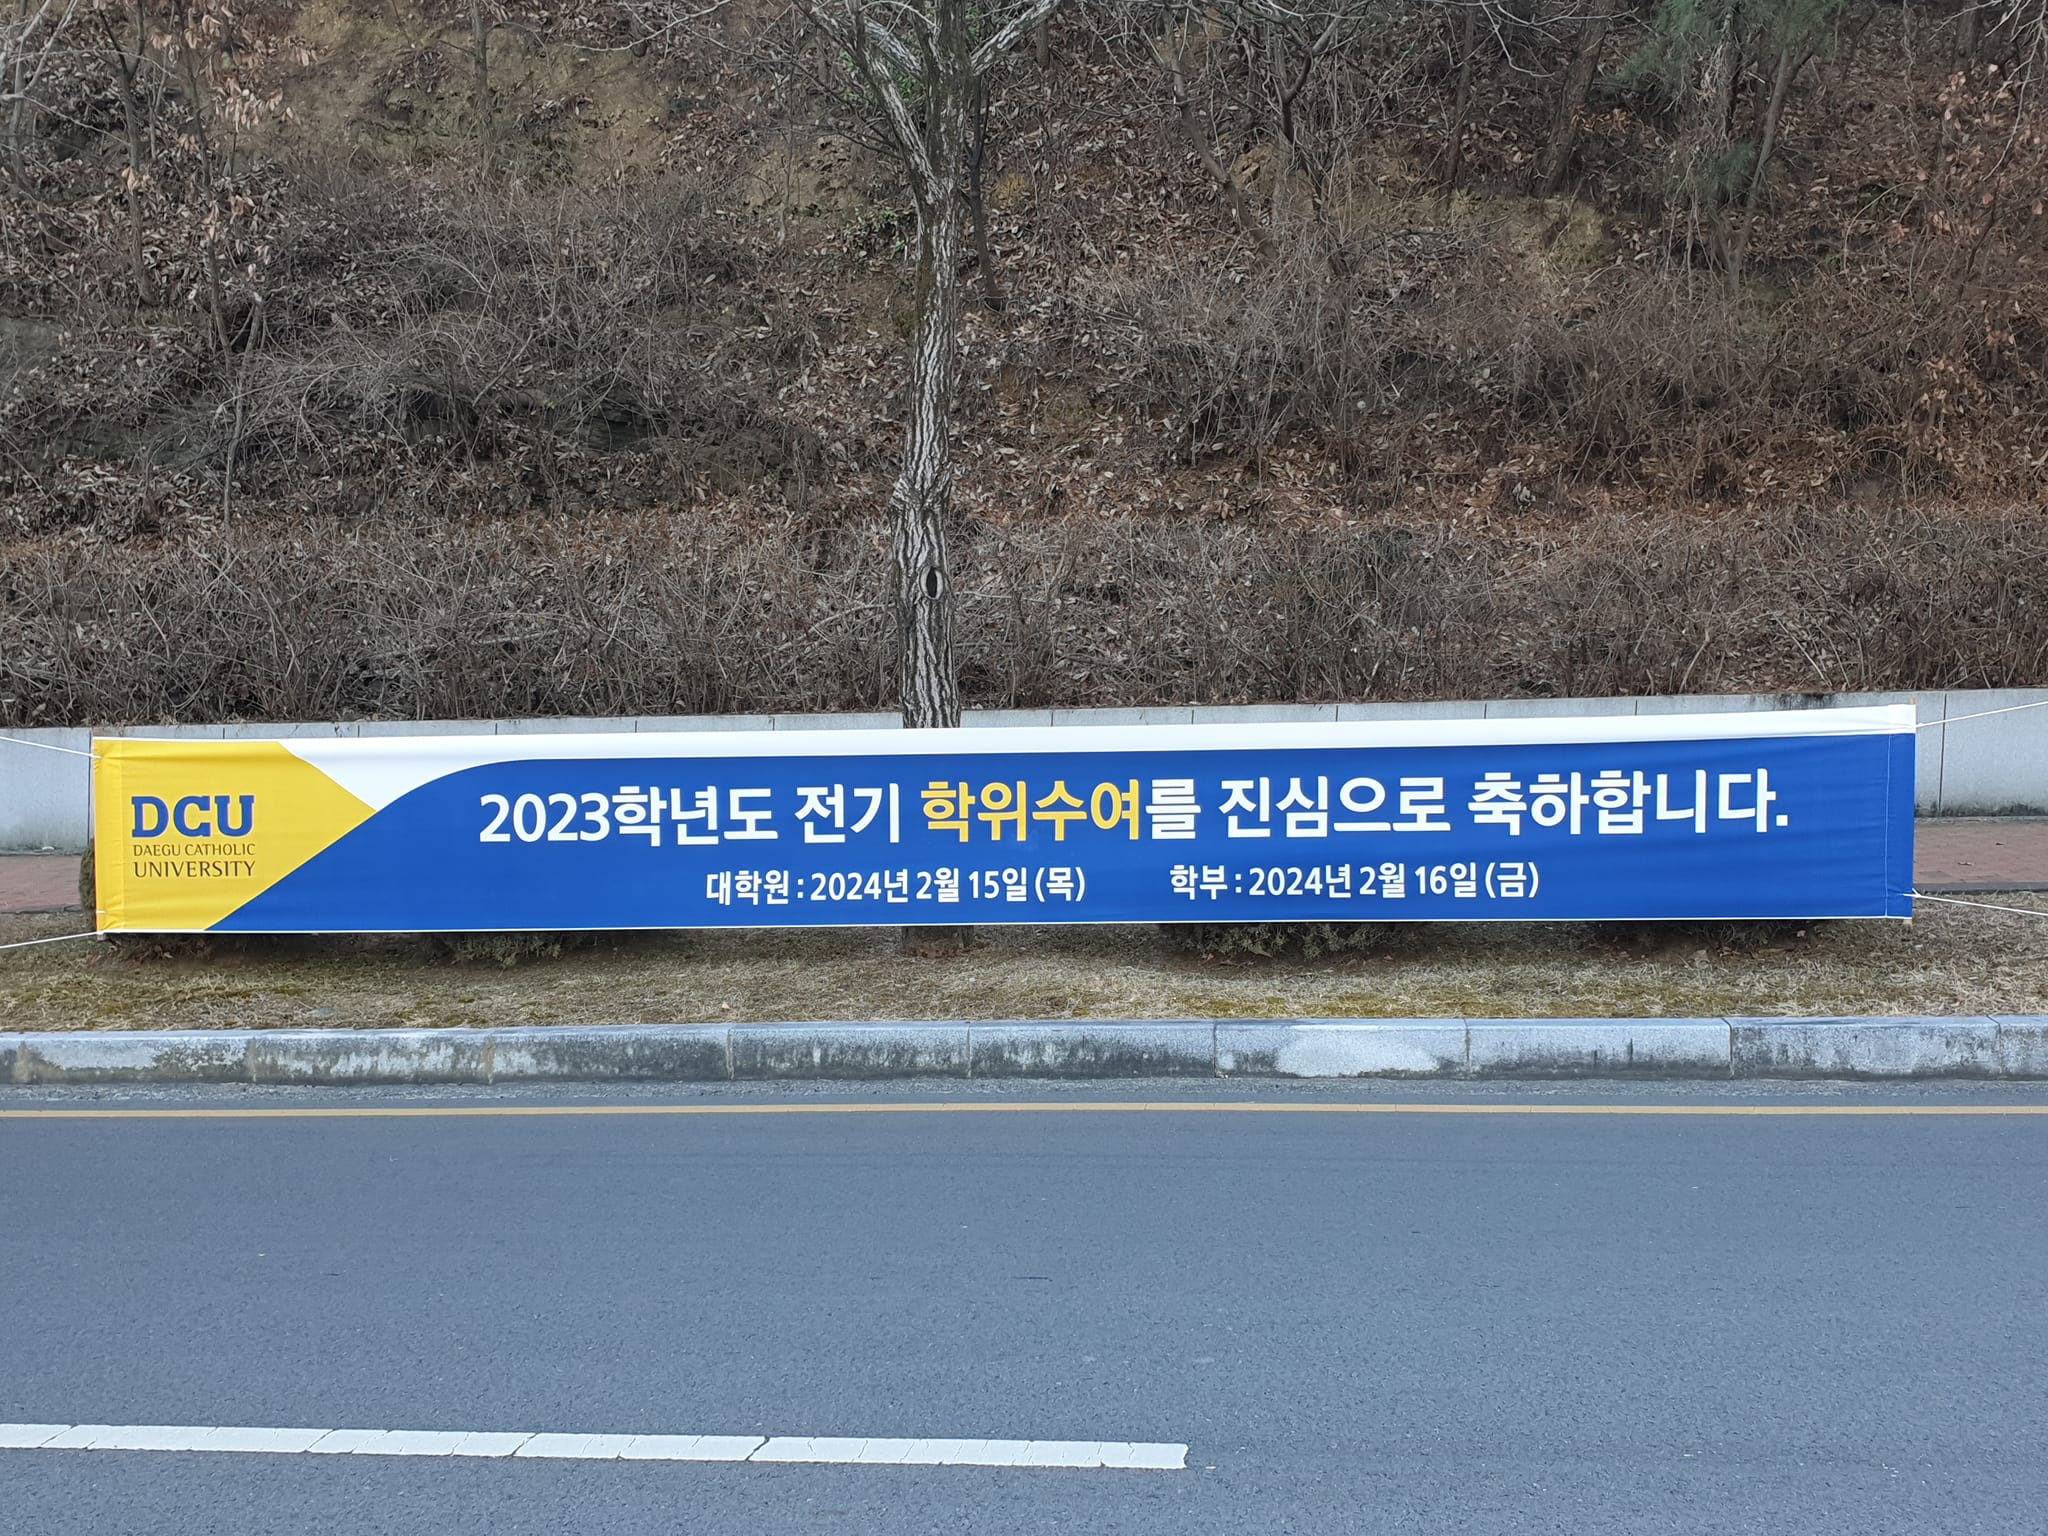 DCU
DAEGU CATHOLIC
UNIVERSITY
2023학년도 전기 학위수여를 진심으로 축하합니다.
대학원 : 2024년 2월 15일 (목) 학부 : 2024년 2월 16일 (금)